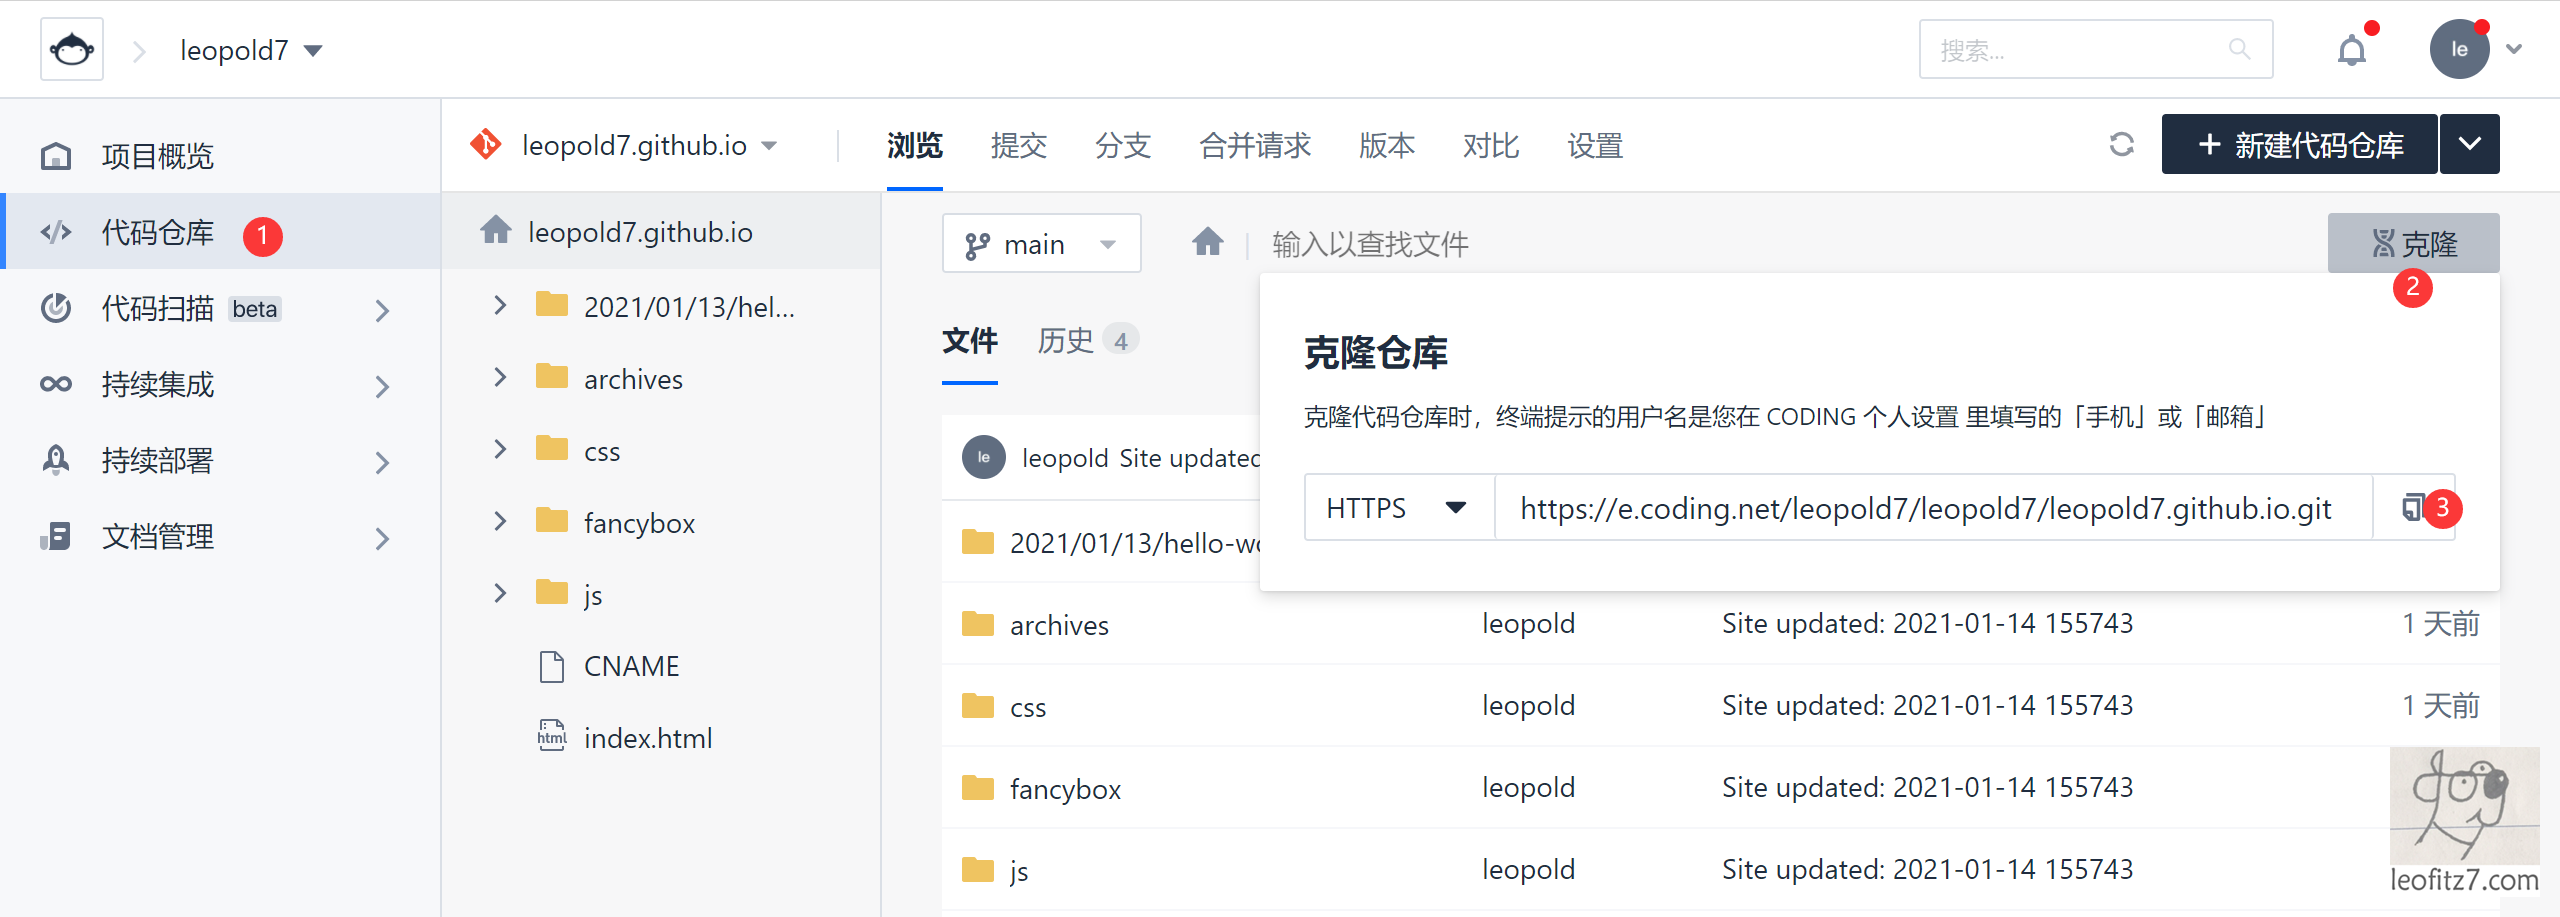 leopold7
搜索...
le
项目概览
代码仓库 1
代码扫描 beta
持续集成
持续部署
文档管理
leopold7.github.io
浏览 提交 分支 合并请求 版本 对比 设置
+ 新建代码仓库
leopold7.github.io
2021/01/13/hel...
archives
css
fancybox
js
CNAME
index.html
main
输入以查找文件
克隆
2
文件 历史 4
克隆仓库
克隆代码仓库时，终端提示的用户名是您在 CODING 个人设置 里填写的「手机」或「邮箱」
HTTPS https://e.coding.net/leopold7/leopold7/leopold7.github.io.git 3
le leopold Site updated
2021/01/13/hello-wo
archives leopold Site updated: 2021-01-14 155743 1 天前
css leopold Site updated: 2021-01-14 155743 1 天前
fancybox leopold Site updated: 2021-01-14 155743
js leopold Site updated: 2021-01-14 155743
leofitz7.com